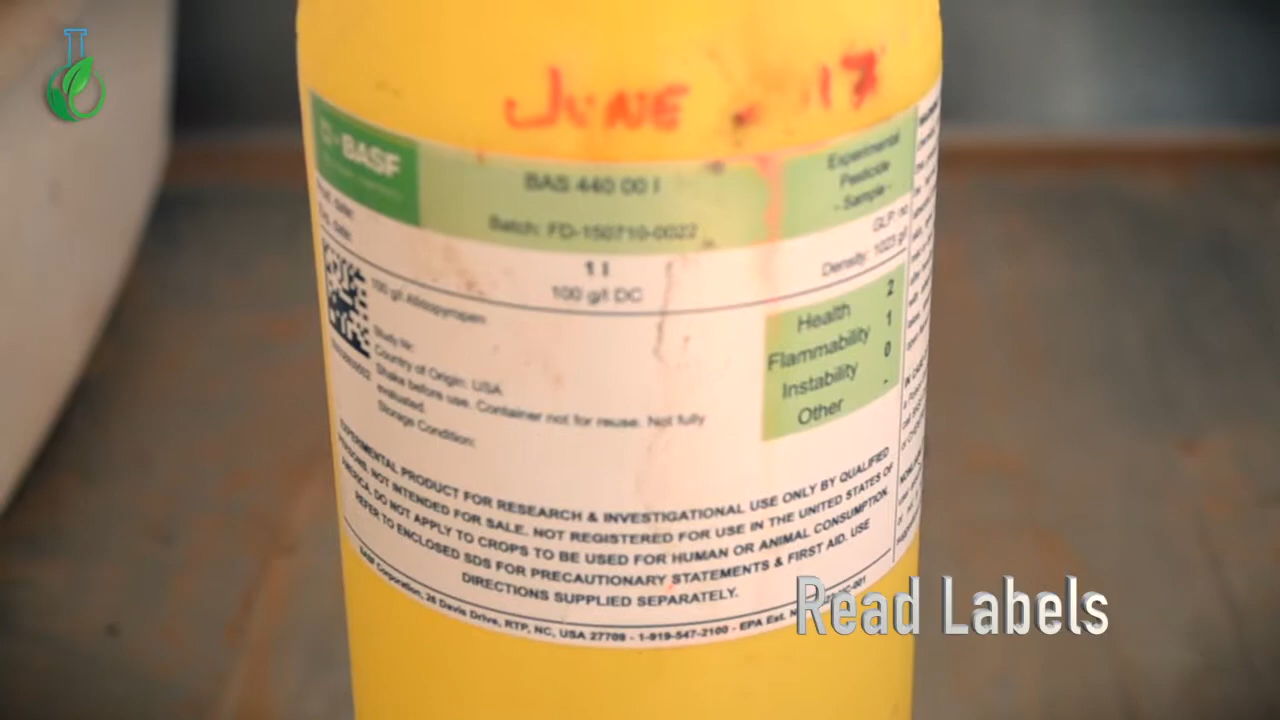 JUNE 17
BASF
BAS 440 00 I
Batch: FD-150710-0022
Experimental
Pesticide
- Sample -
GLP: no
Density: 1023 g/l
1 l
100 g/l DC
100 g/l Afidopyropen
Study Nr:
Country of Origin: USA
Shake before use. Container not for reuse. Not fully
evaluated.
Storage Condition:
Health 2
Flammability 1
Instability 0
Other -
EXPERIMENTAL PRODUCT FOR RESEARCH & INVESTIGATIONAL USE ONLY BY QUALIFIED
PERSONS. NOT INTENDED FOR SALE. NOT REGISTERED FOR USE IN THE UNITED STATES OF
AMERICA. DO NOT APPLY TO CROPS TO BE USED FOR HUMAN OR ANIMAL CONSUMPTION
REFER TO ENCLOSED SDS FOR PRECAUTIONARY STATEMENTS & FIRST AID. USE
DIRECTIONS SUPPLIED SEPARATELY.
BASF Corporation, 26 Davis Drive, RTP, NC, USA 27709 - 1-919-547-2100 - EPA Est.
Read Labels